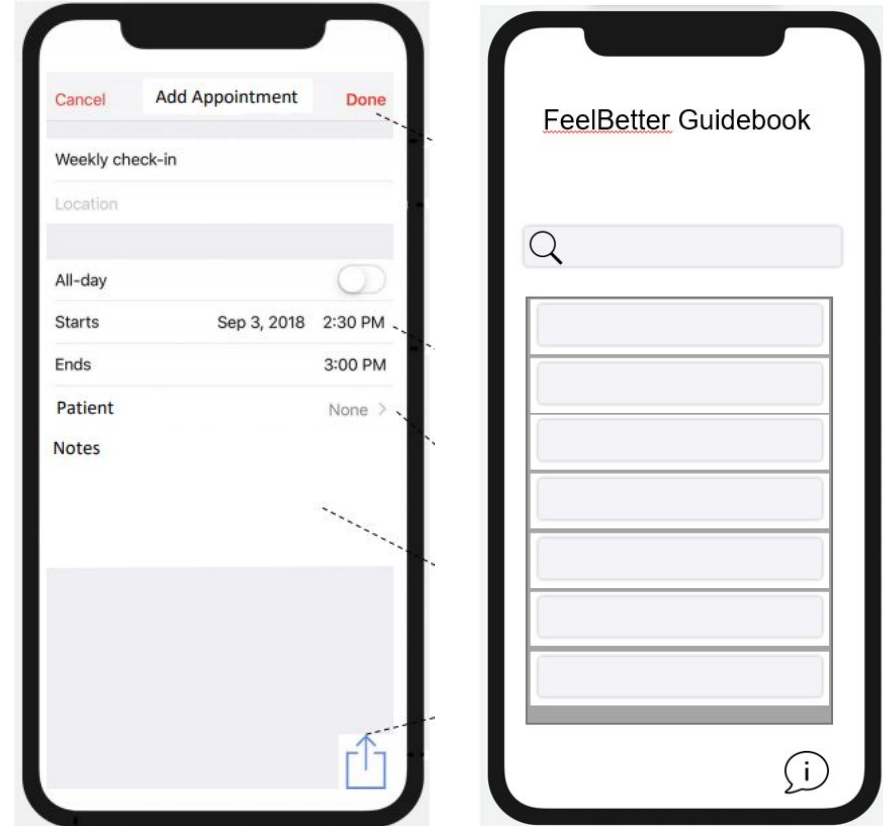 Cancel Add Appointment Done
Weekly check-in
Location
All-day
Starts Sep 3, 2018 2:30 PM
Ends 3:00 PM
Patient None >
Notes
FeelBetter Guidebook
i